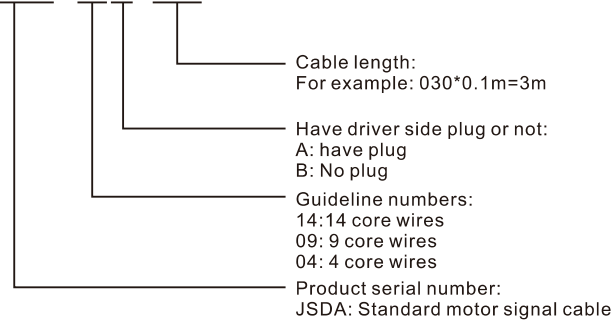 Cable length:
For example: 030*0.1m=3m
Have driver side plug or not:
A: have plug
B: No plug
Guideline numbers:
14:14 core wires
09: 9 core wires
04: 4 core wires
Product serial number:
JSDA: Standard motor signal cable